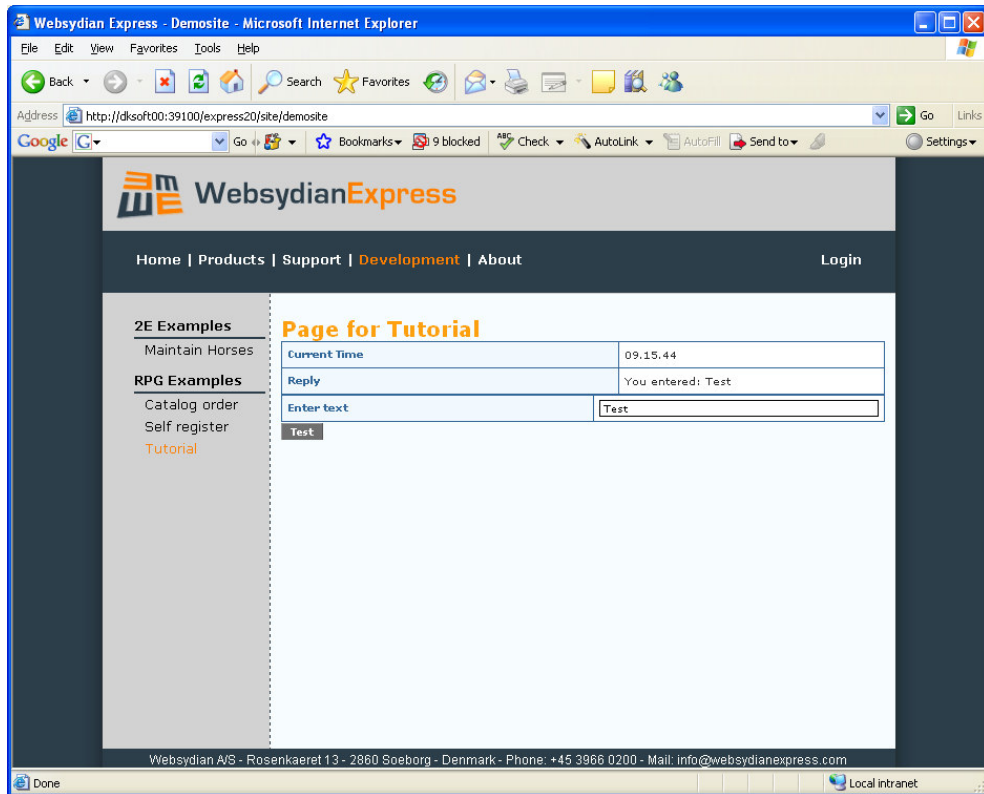 Websydian Express - Demosite - Microsoft Internet Explorer
File Edit View Favorites Tools Help
Back Search Favorites
Address http://dksoft00:39100/express20/site/demosite Go Links
Google G Go Bookmarks 9 blocked ABC Check AutoLink AutoFill Send to Settings
WebsydianExpress
Home | Products | Support | Development | About Login
2E Examples
Maintain Horses
RPG Examples
Catalog order
Self register
Tutorial
Page for Tutorial
Current Time 09.15.44
Reply You entered: Test
Enter text Test
Test
Websydian A/S - Rosenkaeret 13 - 2860 Soeborg - Denmark - Phone: +45 3966 0200 - Mail: info@websydianexpress.com
Done Local intranet